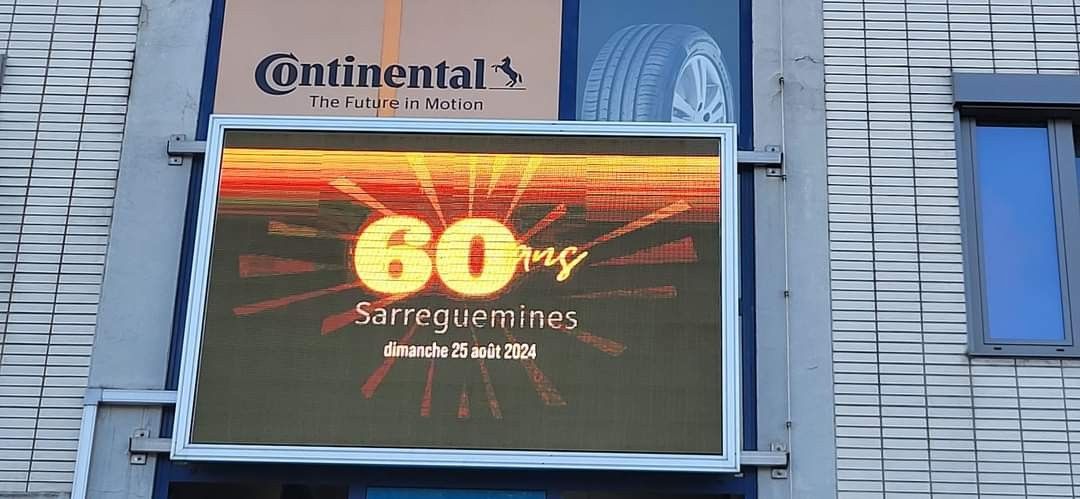 Continental
The Future in Motion
60 ans
Sarreguemines
dimanche 25 août 2024